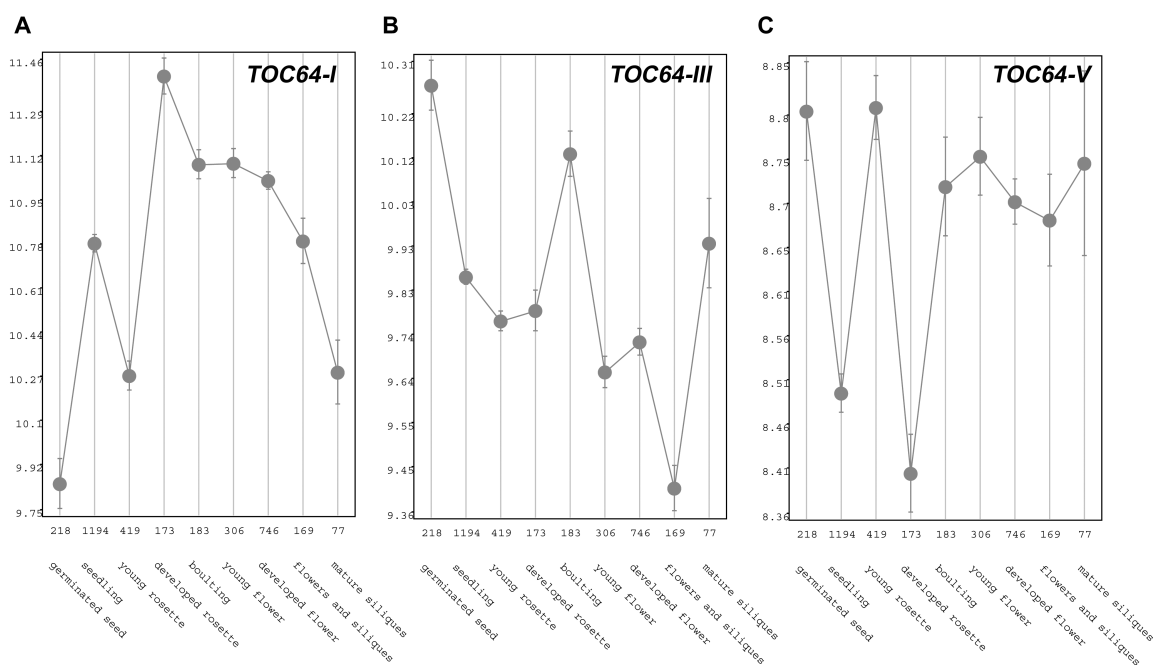 A
TOC64-I
11.46
11.29
11.12
10.95
10.78
10.61
10.44
10.27
10.1
9.92
9.75
218 1194 419 173 183 306 746 169 77
germinated seed
seedling
young rosette
developed rosette
boulting
young flower
developed flower
flowers and siliques
mature siliques
B
TOC64-III
10.31
10.22
10.12
10.03
9.93
9.83
9.74
9.64
9.55
9.45
9.36
218 1194 419 173 183 306 746 169 77
germinated seed
seedling
young rosette
developed rosette
boulting
young flower
developed flower
flowers and siliques
mature siliques
C
TOC64-V
8.85
8.8
8.75
8.7
8.65
8.61
8.56
8.51
8.46
8.41
8.36
218 1194 419 173 183 306 746 169 77
germinated seed
seedling
young rosette
developed rosette
boulting
young flower
developed flower
flowers and siliques
mature siliques